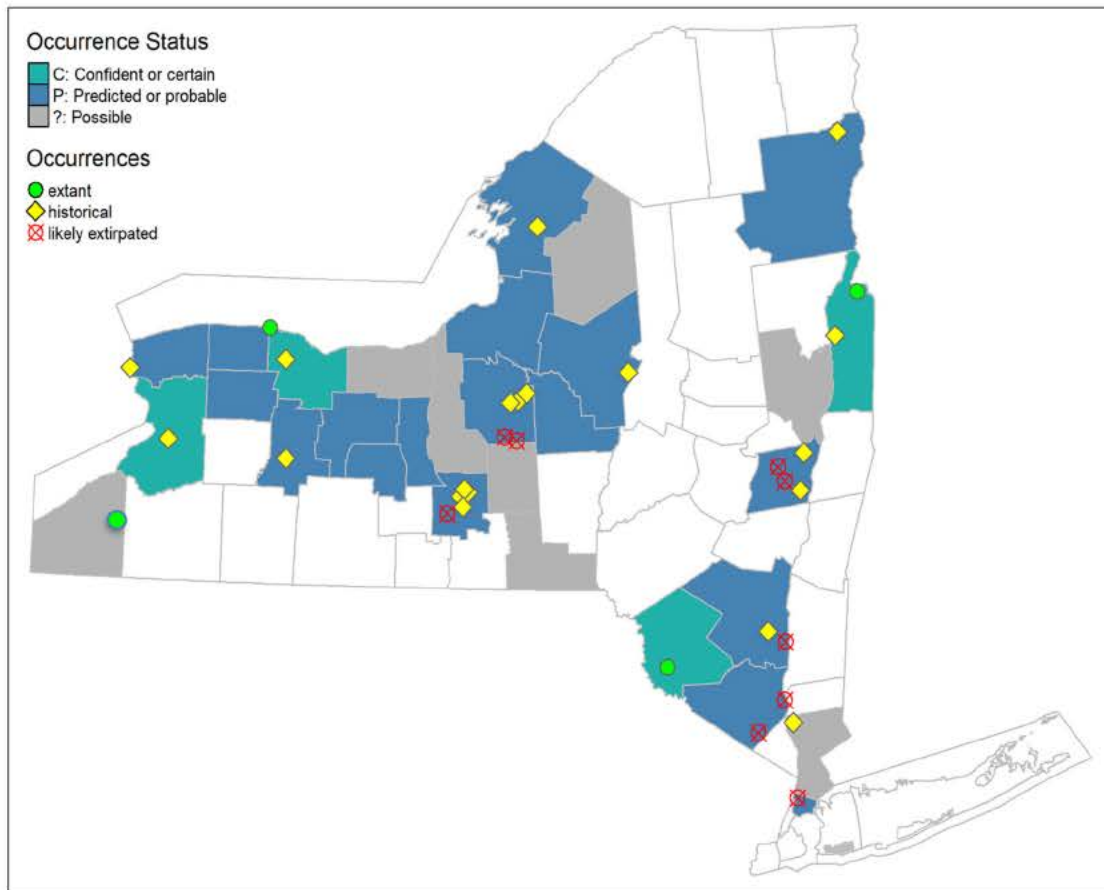 Occurrence Status
C: Confident or certain
P: Predicted or probable
?: Possible
Occurrences
extant
historical
likely extirpated